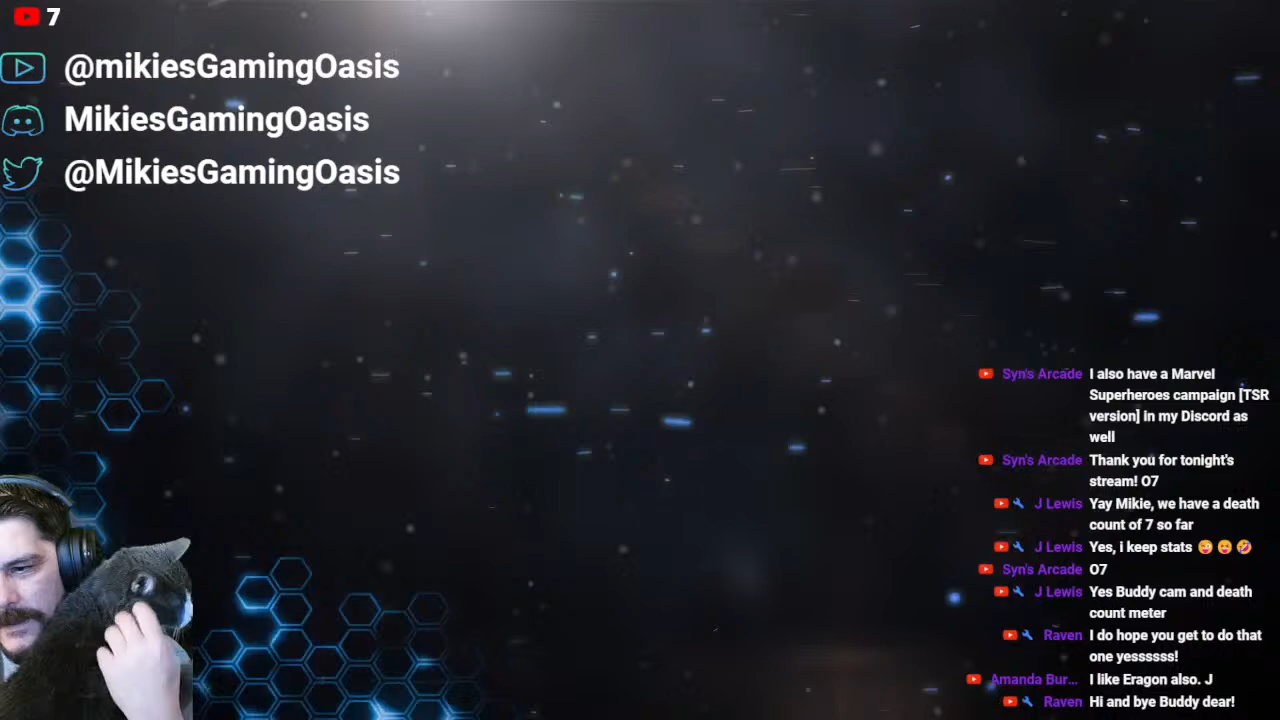 7
@mikiesGamingOasis
MikiesGamingOasis
@MikiesGamingOasis
Syn's Arcade I also have a Marvel
Superheroes campaign [TSR
version] in my Discord as
well
Syn's Arcade Thank you for tonight's
stream! O7
J Lewis Yay Mikie, we have a death
count of 7 so far
J Lewis Yes, i keep stats 😜😝🤣
Syn's Arcade O7
J Lewis Yes Buddy cam and death
count meter
Raven I do hope you get to do that
one yessssss!
Amanda Bur... I like Eragon also. J
Raven Hi and bye Buddy dear!